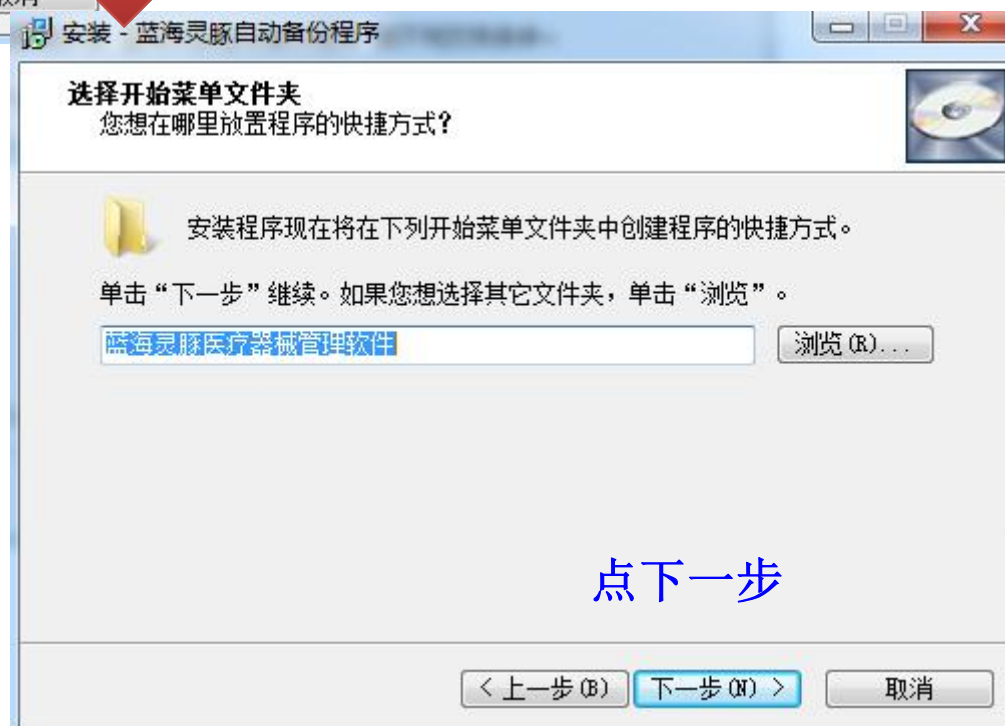 取消
安装 - 蓝海灵豚自动备份程序
选择开始菜单文件夹
您想在哪里放置程序的快捷方式?
安装程序现在将在下列开始菜单文件夹中创建程序的快捷方式。
单击“下一步”继续。如果您想选择其它文件夹，单击“浏览”。
蓝海灵豚医疗器械管理软件
浏览(R)...
点下一步
< 上一步(B)
下一步(N) >
取消